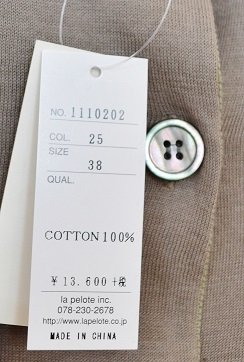 NO. 1110202
COL. 25
SIZE 38
QUAL.
COTTON 100%
¥13,600+税
la pelote inc.
078-230-2678
http://www.lapelote.co.jp
MADE IN CHINA